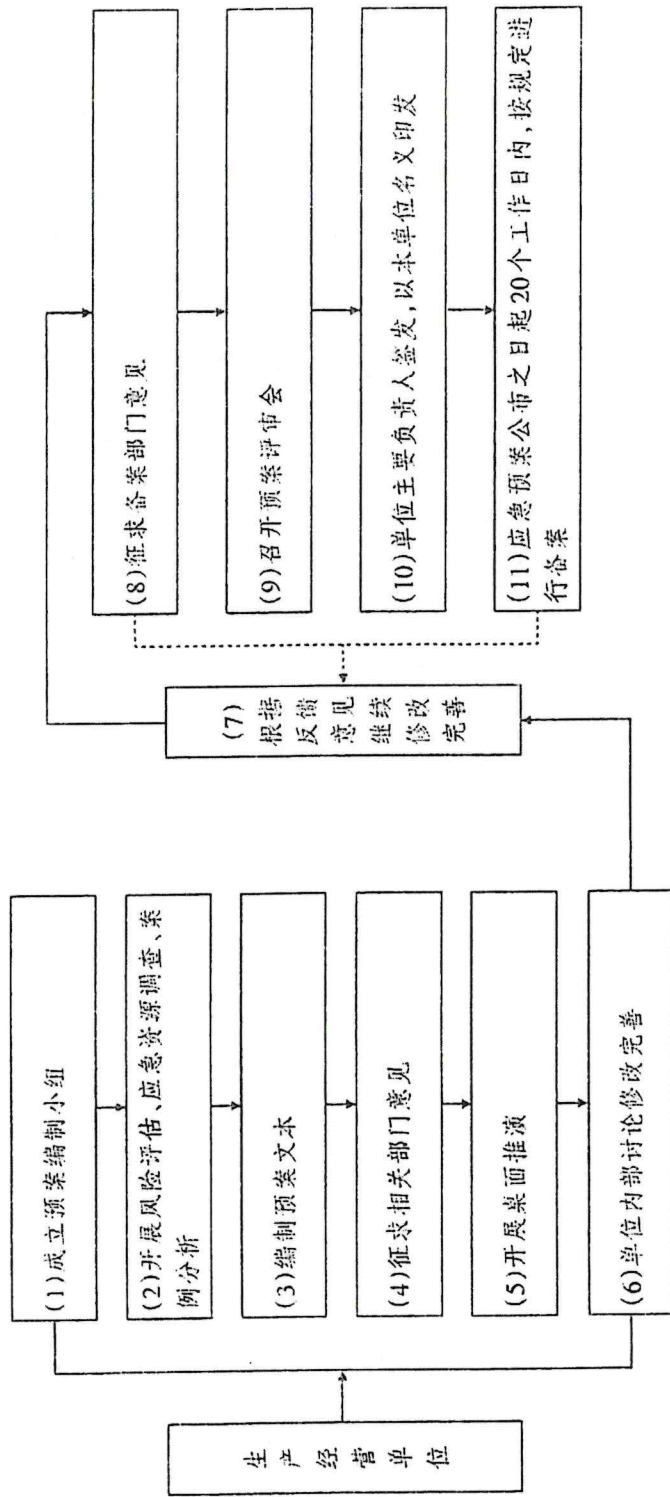 生产经营单位
(1)成立预案编制小组
(2)开展风险评估、应急资源调查、案
例分析
(3)编制预案文本
(4)征求相关部门意见
(5)开展桌面推演
(6)单位内部讨论修改完善
(7)
根据
反馈
意见
继续
修改
完善
(8)征求备案部门意见
(9)召开预案评审会
(10)单位主要负责人签发,以本单位名义印发
(11)应急预案公布之日起20个工作日内,按规定进
行备案